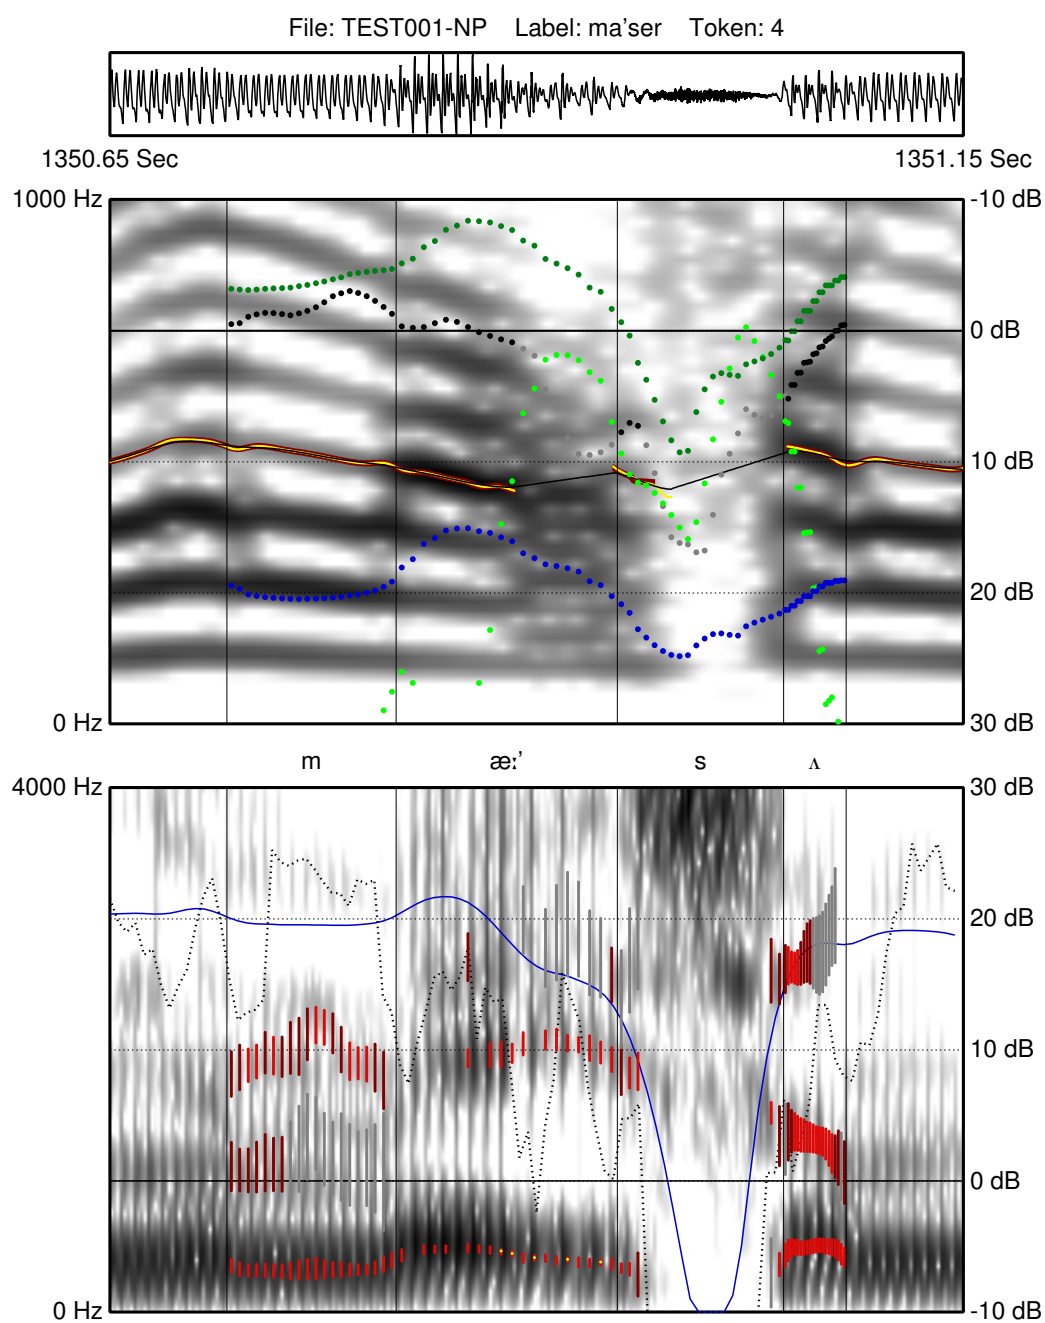 File: TEST001-NP Label: ma'ser Token: 4
1350.65 Sec 1351.15 Sec
1000 Hz -10 dB
0 dB
10 dB
20 dB
0 Hz 30 dB
m æː’ s ʌ
4000 Hz 30 dB
20 dB
10 dB
0 dB
0 Hz -10 dB